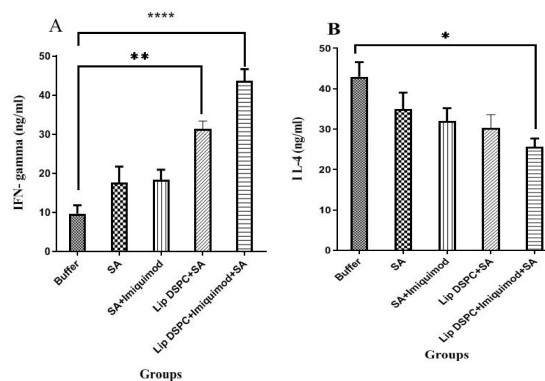 A
****
**
IFN- gamma (ng/ml)
50
40
30
20
10
0
Buffer
SA
SA+Imiquimod
Lip DSPC+SA
Lip DSPC+Imiquimod+SA
Groups
B
*
I L-4 (ng/ml)
50
40
30
20
10
0
Buffer
SA
SA+Imiquimod
Lip DSPC+SA
Lip DSPC+Imiquimod+SA
Groups